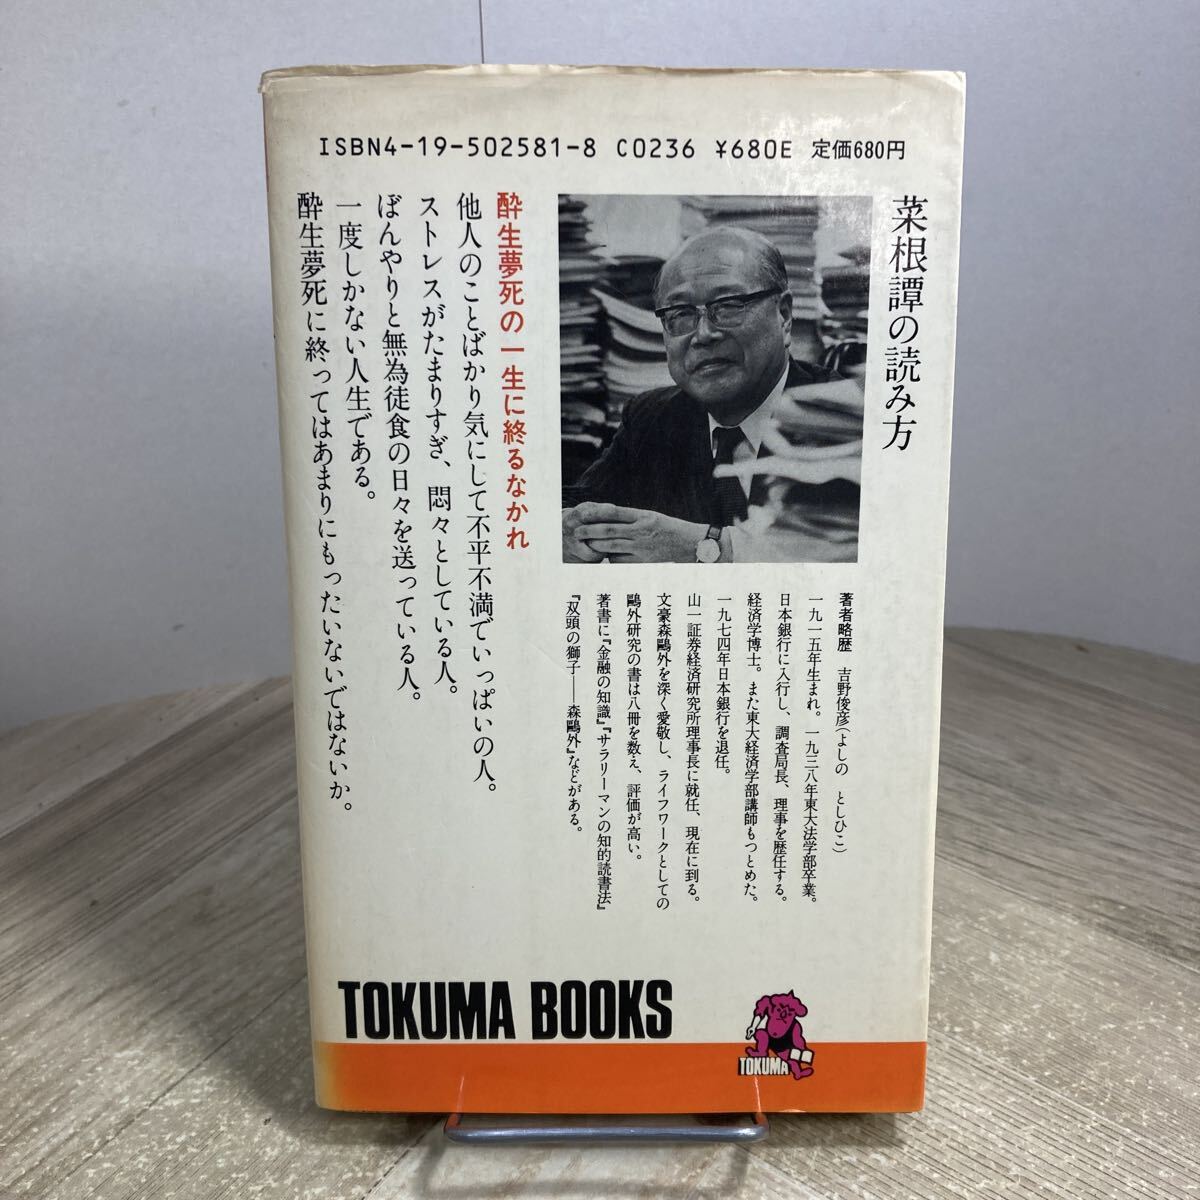 ISBN4-19-502581-8 C0236 ¥680E 定価680円
菜根譚の読み方
著者略歴 吉野俊彦(よしの としひこ)
一九一五年生まれ。一九三八年東大法学部卒業。
日本銀行に入行し、調査局長、理事を歴任する。
経済学博士。また東大経済学部講師もつとめた。
一九七四年日本銀行を退任。
山一証券経済研究所理事長に就任、現在に到る。
文豪森鷗外を深く愛敬し、ライフワークとしての
鷗外研究の書は八冊を数え、評価が高い。
著書に『金融の知識』『サラリーマンの知的読書法』
『双頭の獅子――森鷗外』などがある。
酔生夢死の一生に終るなかれ
他人のことばかり気にして不平不満でいっぱいの人。
ストレスがたまりすぎ、悶々としている人。
ぼんやりと無為徒食の日々を送っている人。
一度しかない人生である。
酔生夢死に終ってはあまりにもったいないではないか。
TOKUMA BOOKS
TOKUMA